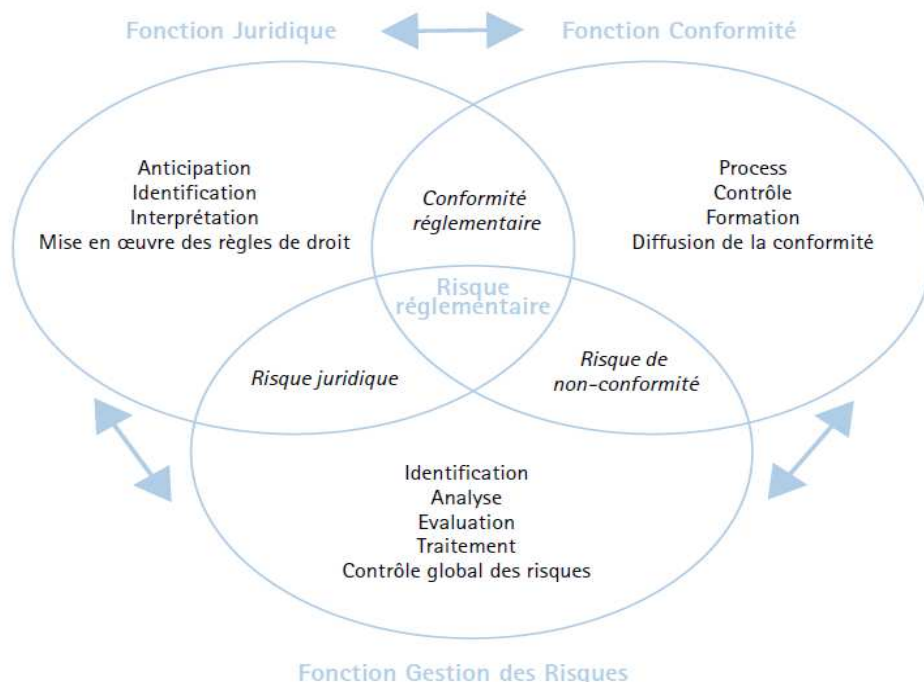 Fonction Juridique
Fonction Conformité
Anticipation
Identification
Interprétation
Mise en œuvre des règles de droit
Conformité
réglementaire
Process
Contrôle
Formation
Diffusion de la conformité
Risque
réglementaire
Risque juridique
Risque de
non-conformité
Identification
Analyse
Evaluation
Traitement
Contrôle global des risques
Fonction Gestion des Risques